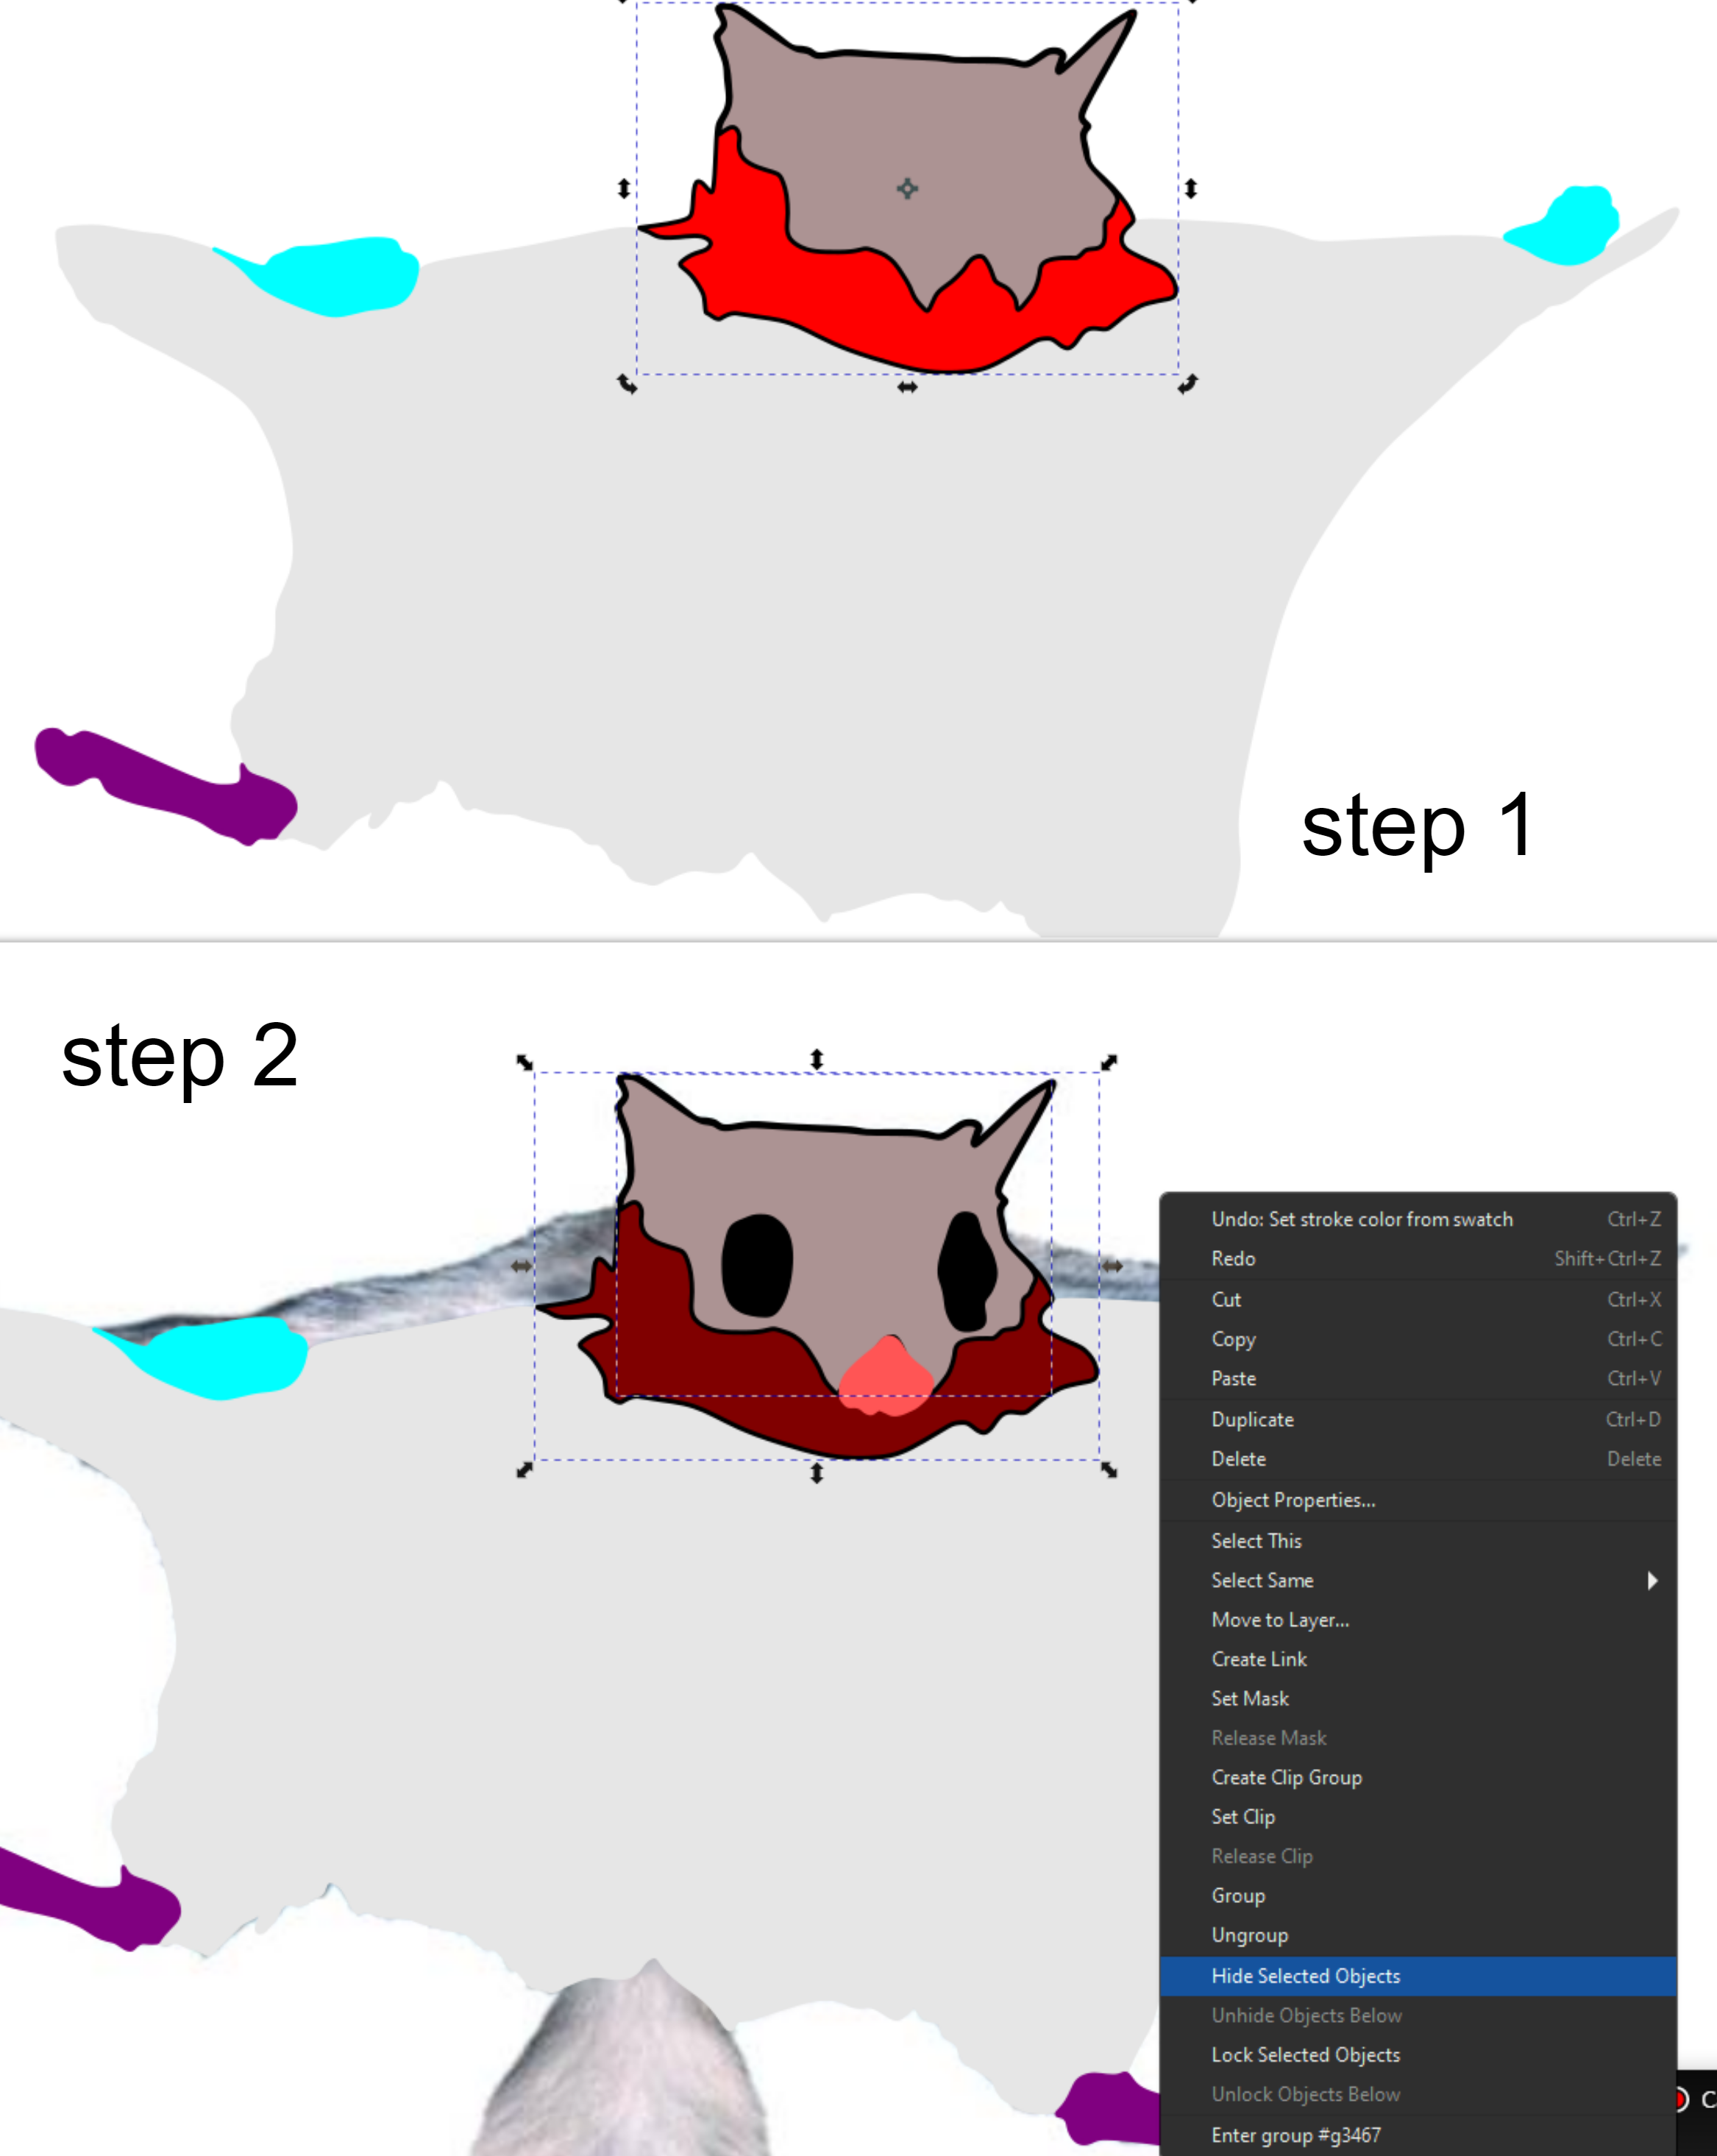 step 1
step 2
Undo: Set stroke color from swatch Ctrl+Z
Redo Shift+Ctrl+Z
Cut Ctrl+X
Copy Ctrl+C
Paste Ctrl+V
Duplicate Ctrl+D
Delete Delete
Object Properties...
Select This
Select Same
Move to Layer...
Create Link
Set Mask
Release Mask
Create Clip Group
Set Clip
Release Clip
Group
Ungroup
Hide Selected Objects
Unhide Objects Below
Lock Selected Objects
Unlock Objects Below
Enter group #g3467